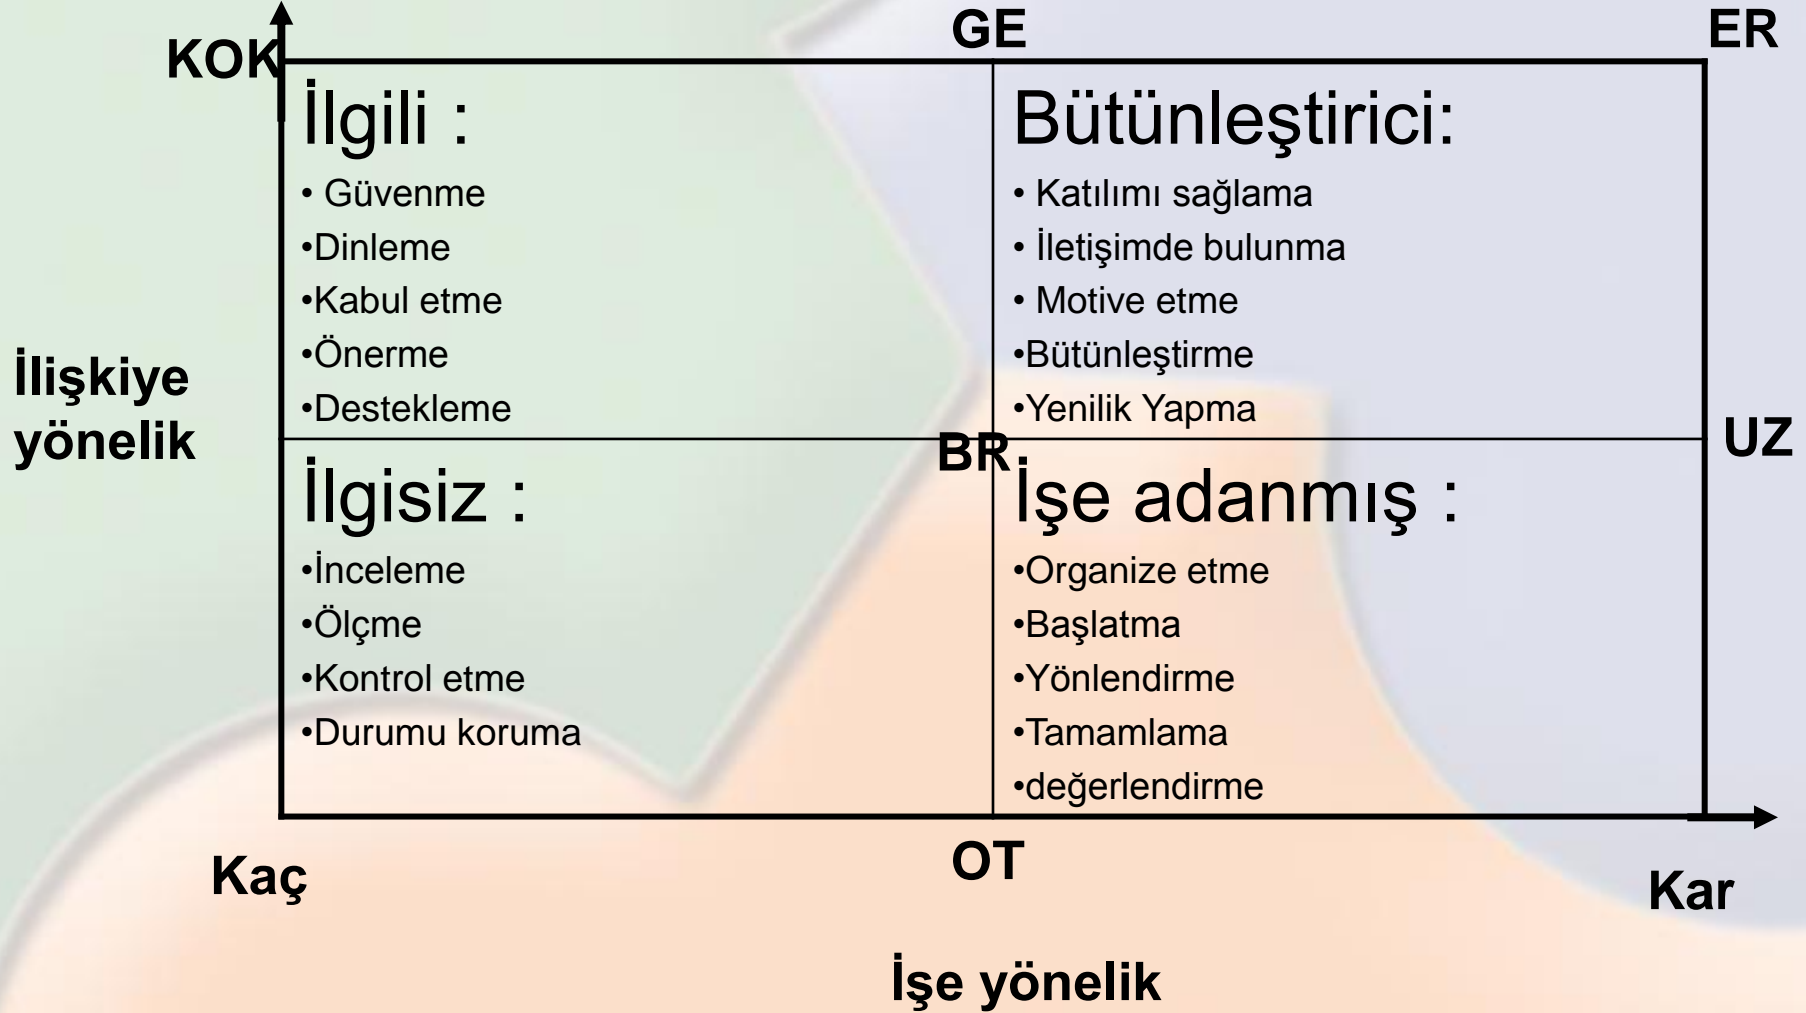 GE
ER
KOK
İlgili :
• Güvenme
•Dinleme
•Kabul etme
•Önerme
•Destekleme
Bütünleştirici:
• Katılımı sağlama
• İletişimde bulunma
• Motive etme
•Bütünleştirme
•Yenilik Yapma
İlişkiye
yönelik
BR
UZ
İlgisiz :
•İnceleme
•Ölçme
•Kontrol etme
•Durumu koruma
İşe adanmış :
•Organize etme
•Başlatma
•Yönlendirme
•Tamamlama
•değerlendirme
Kaç
OT
Kar
İşe yönelik